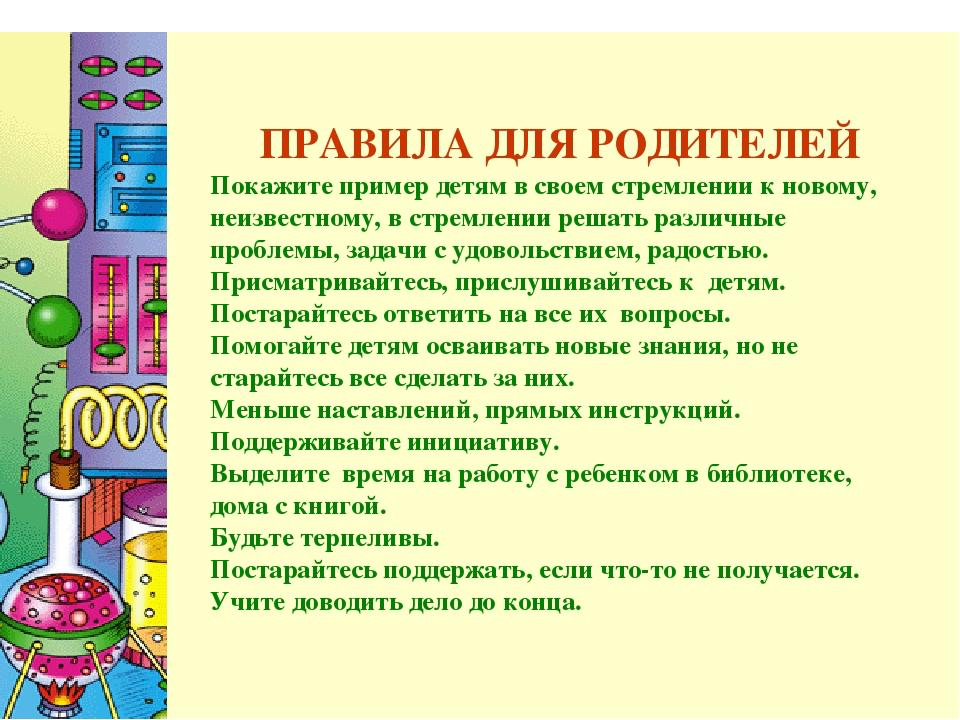 ПРАВИЛА ДЛЯ РОДИТЕЛЕЙ
Покажите пример детям в своем стремлении к новому,
неизвестному, в стремлении решать различные
проблемы, задачи с удовольствием, радостью.
Присматривайтесь, прислушивайтесь к детям.
Постарайтесь ответить на все их вопросы.
Помогайте детям осваивать новые знания, но не
старайтесь все сделать за них.
Меньше наставлений, прямых инструкций.
Поддерживайте инициативу.
Выделите время на работу с ребенком в библиотеке,
дома с книгой.
Будьте терпеливы.
Постарайтесь поддержать, если что-то не получается.
Учите доводить дело до конца.